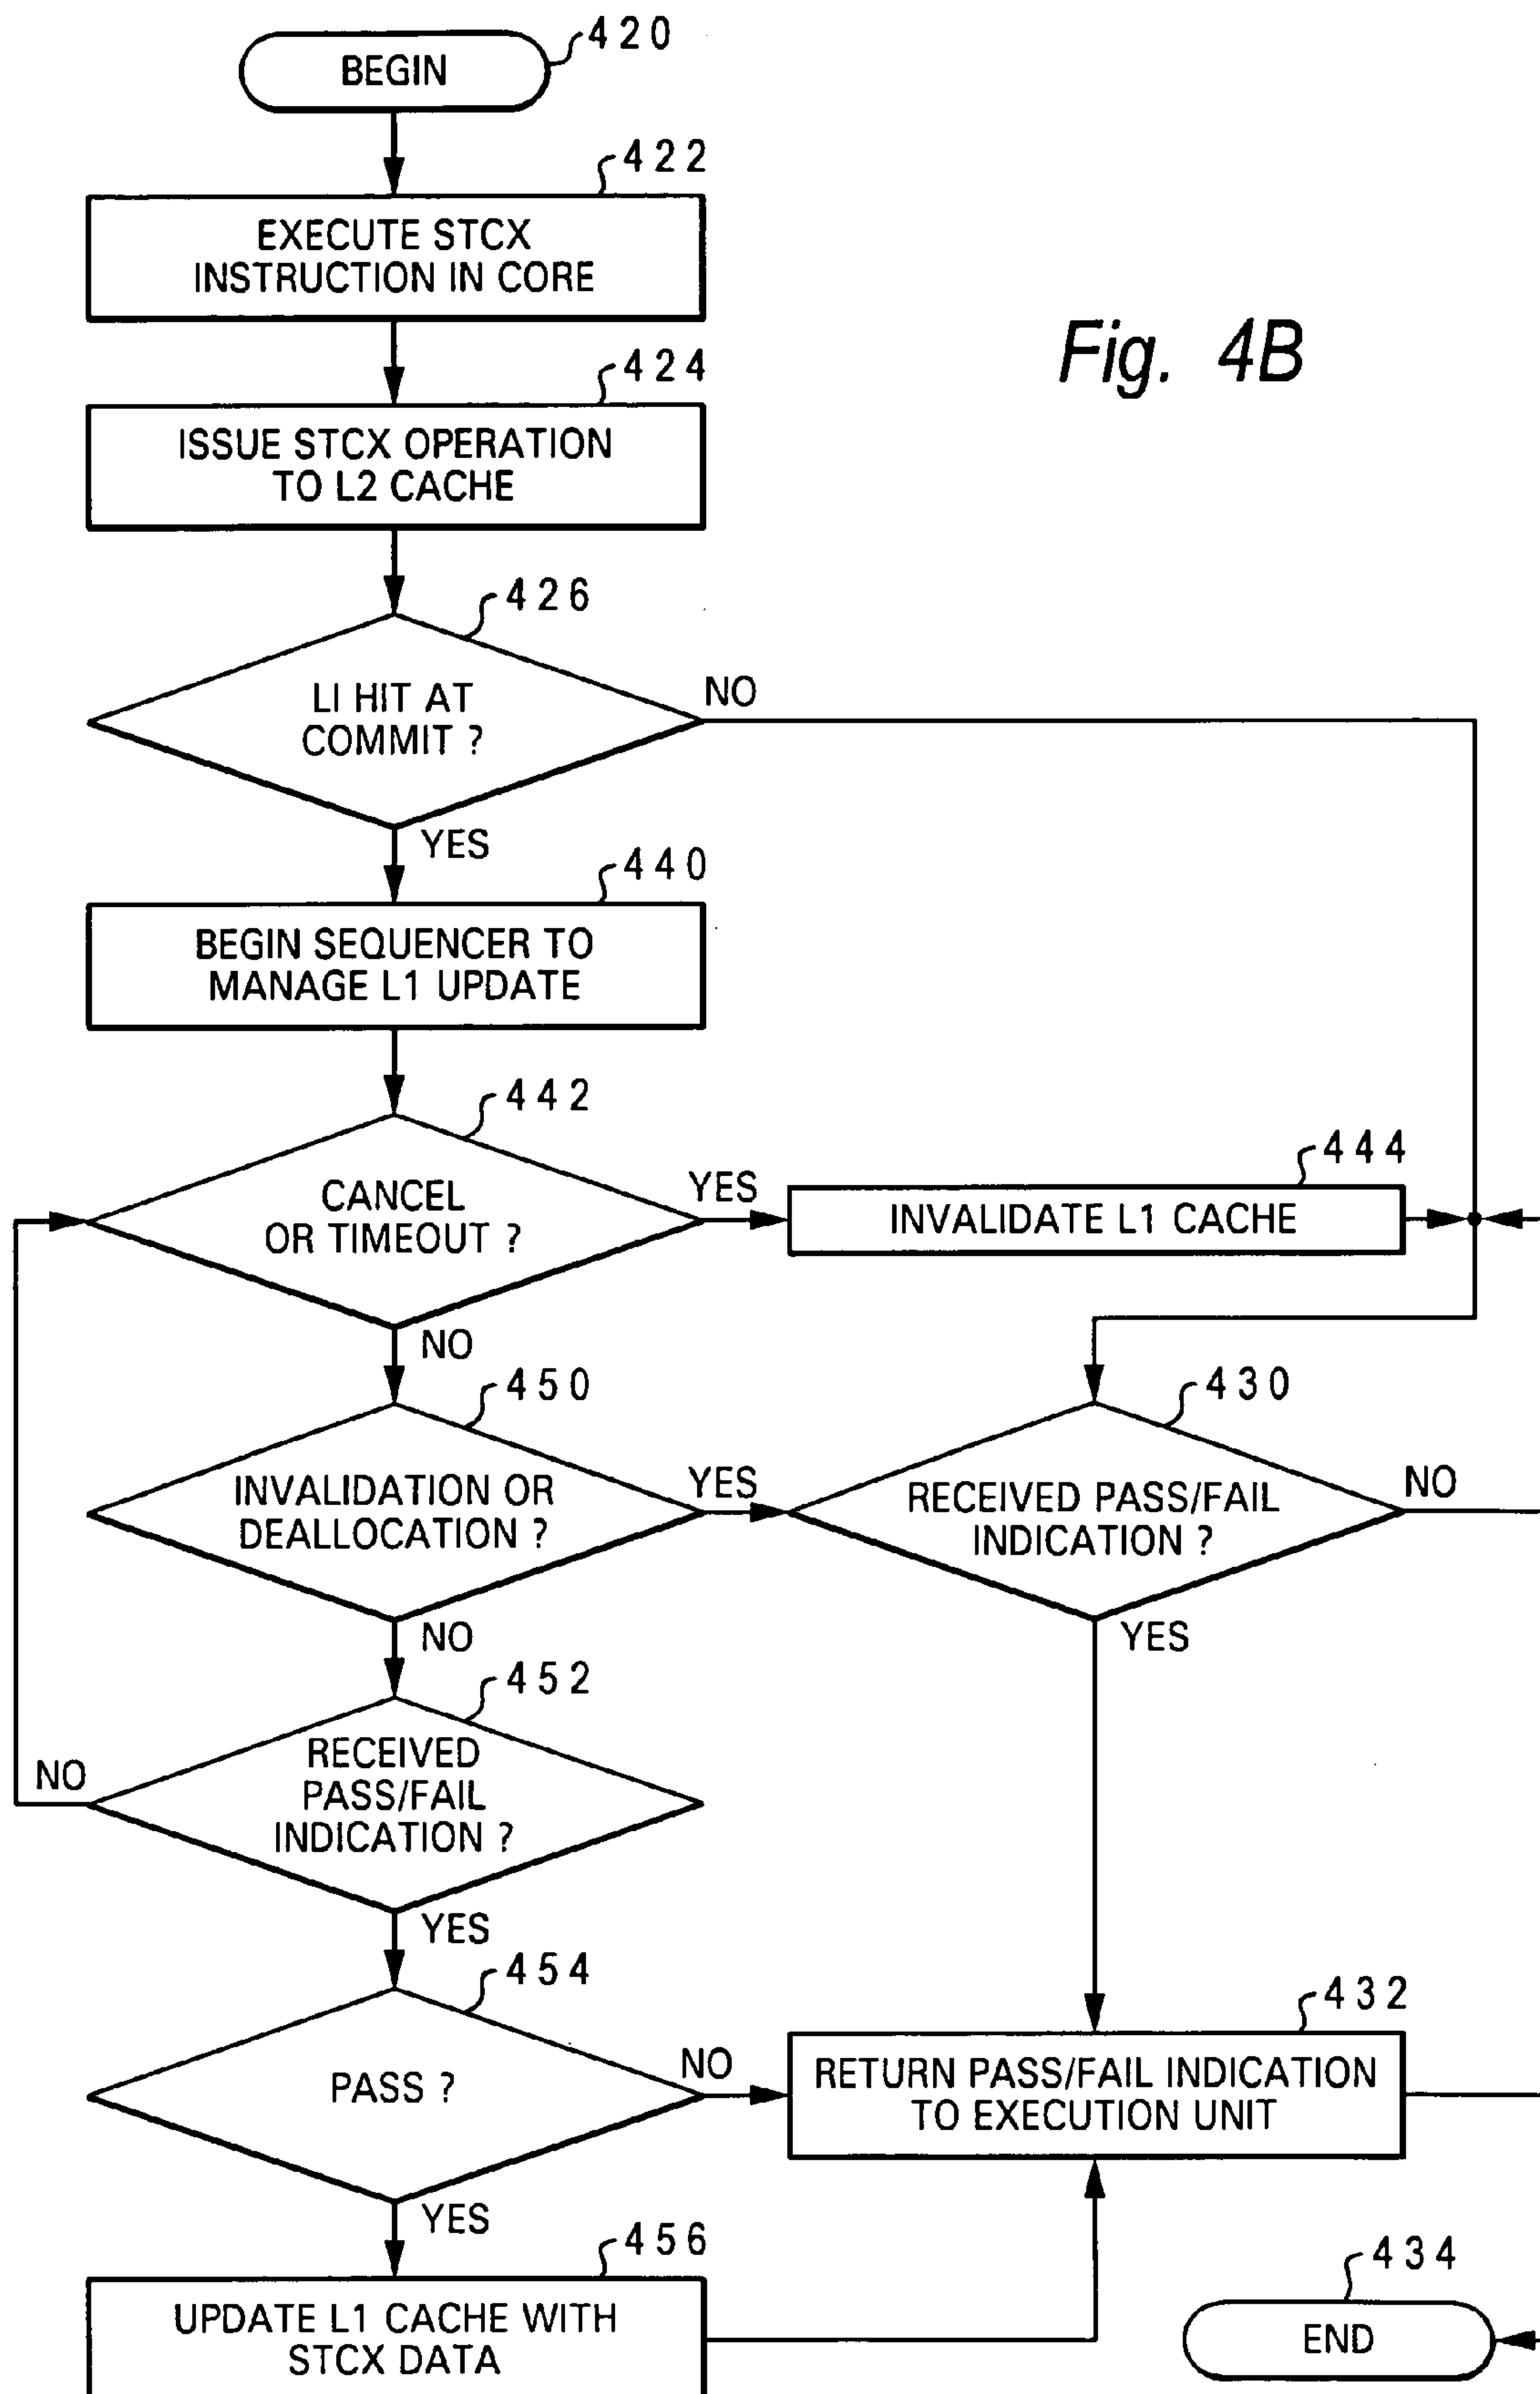 420
BEGIN
422
EXECUTE STCX
INSTRUCTION IN CORE
Fig. 4B
424
ISSUE STCX OPERATION
TO L2 CACHE
426
LI HIT AT
COMMIT ?
NO
YES
440
BEGIN SEQUENCER TO
MANAGE L1 UPDATE
442
CANCEL
OR TIMEOUT ?
YES
444
INVALIDATE L1 CACHE
NO
450
INVALIDATION OR
DEALLOCATION ?
YES
430
RECEIVED PASS/FAIL
INDICATION ?
NO
NO
YES
452
RECEIVED
PASS/FAIL
INDICATION ?
NO
YES
454
PASS ?
NO
432
RETURN PASS/FAIL INDICATION
TO EXECUTION UNIT
YES
456
UPDATE L1 CACHE WITH
STCX DATA
434
END